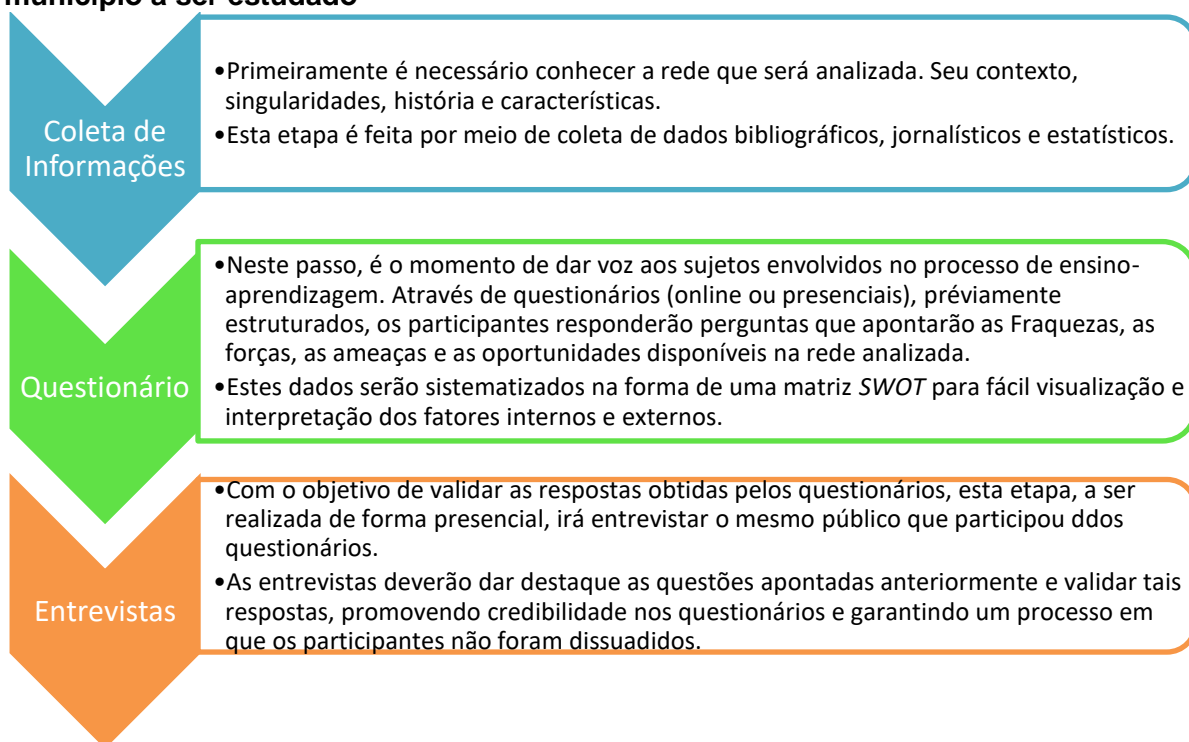 município a ser estudado
Coleta de
Informações
•Primeiramente é necessário conhecer a rede que será analizada. Seu contexto,
singularidades, história e características.
•Esta etapa é feita por meio de coleta de dados bibliográficos, jornalísticos e estatísticos.
Questionário
•Neste passo, é o momento de dar voz aos sujeitos envolvidos no processo de ensino-
aprendizagem. Através de questionários (online ou presenciais), préviamente
estruturados, os participantes responderão perguntas que apontarão as Fraquezas, as
forças, as ameaças e as oportunidades disponíveis na rede analizada.
•Estes dados serão sistematizados na forma de uma matriz SWOT para fácil visualização e
interpretação dos fatores internos e externos.
Entrevistas
•Com o objetivo de validar as respostas obtidas pelos questionários, esta etapa, a ser
realizada de forma presencial, irá entrevistar o mesmo público que participou ddos
questionários.
•As entrevistas deverão dar destaque as questões apontadas anteriormente e validar tais
respostas, promovendo credibilidade nos questionários e garantindo um processo em
que os participantes não foram dissuadidos.